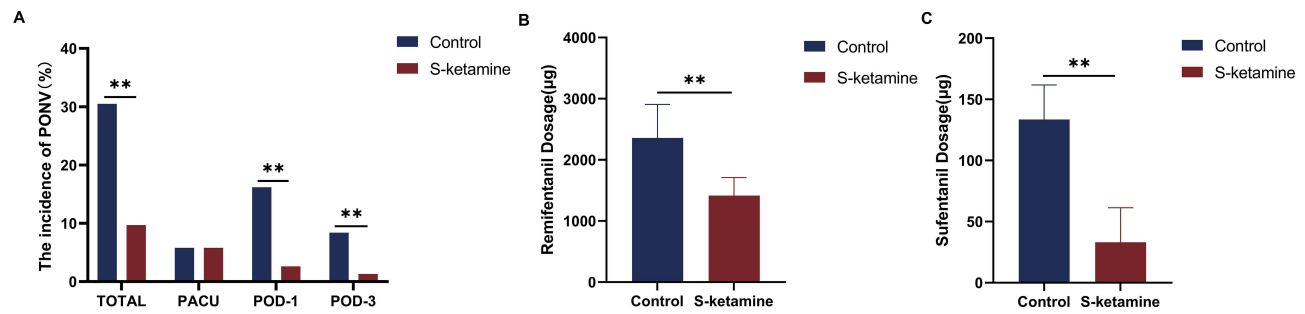 A
The incidence of PONV(%)
40
30
20
10
0
**
**
**
TOTAL
PACU
POD-1
POD-3
Control
S-ketamine
B
Remifentanil Dosage(μg)
4000
3000
2000
1000
0
**
Control
S-ketamine
Control
S-ketamine
C
Sufentanil Dosage(μg)
200
150
100
50
0
**
Control
S-ketamine
Control
S-ketamine